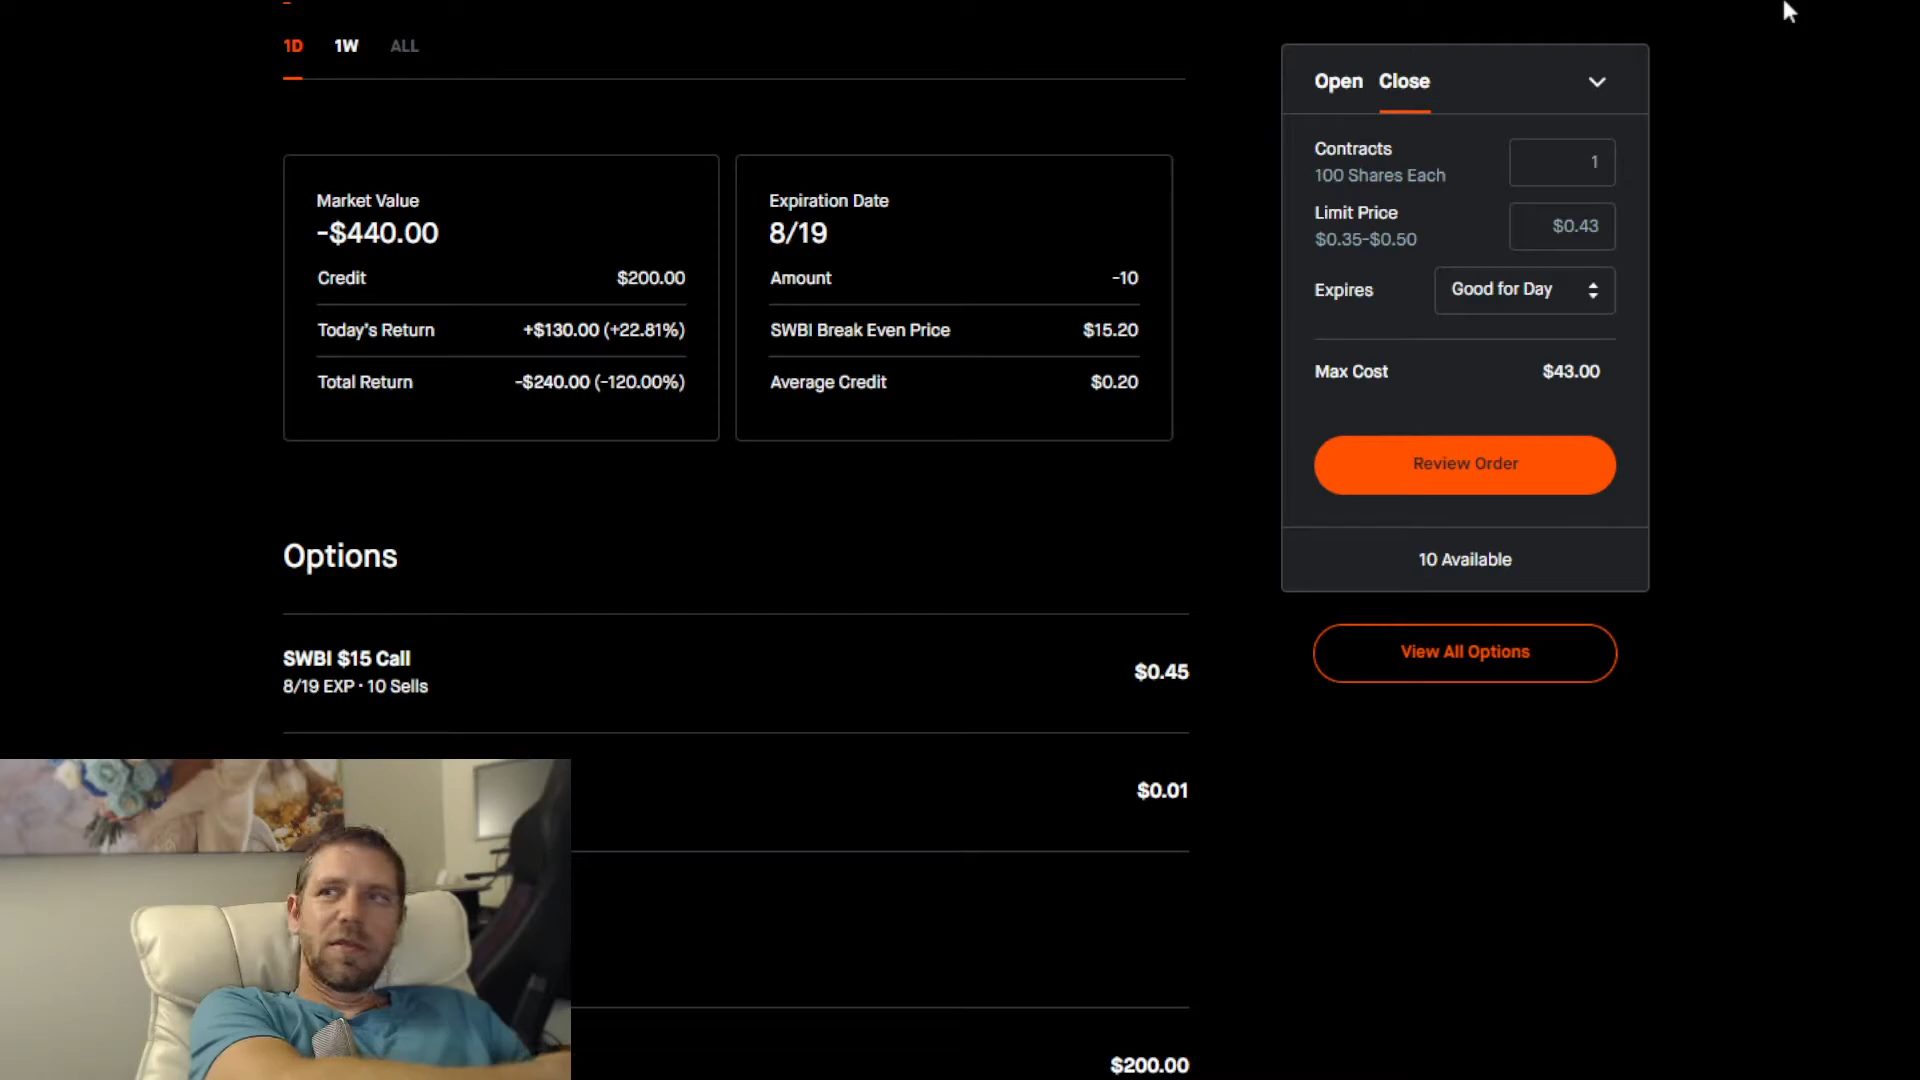 1D 1W ALL
Market Value
-$440.00
Credit $200.00
Today's Return +$130.00 (+22.81%)
Total Return -$240.00 (-120.00%)
Expiration Date
8/19
Amount -10
SWBI Break Even Price $15.20
Average Credit $0.20
Options
SWBI $15 Call
8/19 EXP · 10 Sells
$0.45
$0.01
$200.00
Open Close
Contracts
100 Shares Each
1
Limit Price
$0.35-$0.50
$0.43
Expires Good for Day
Max Cost $43.00
Review Order
10 Available
View All Options